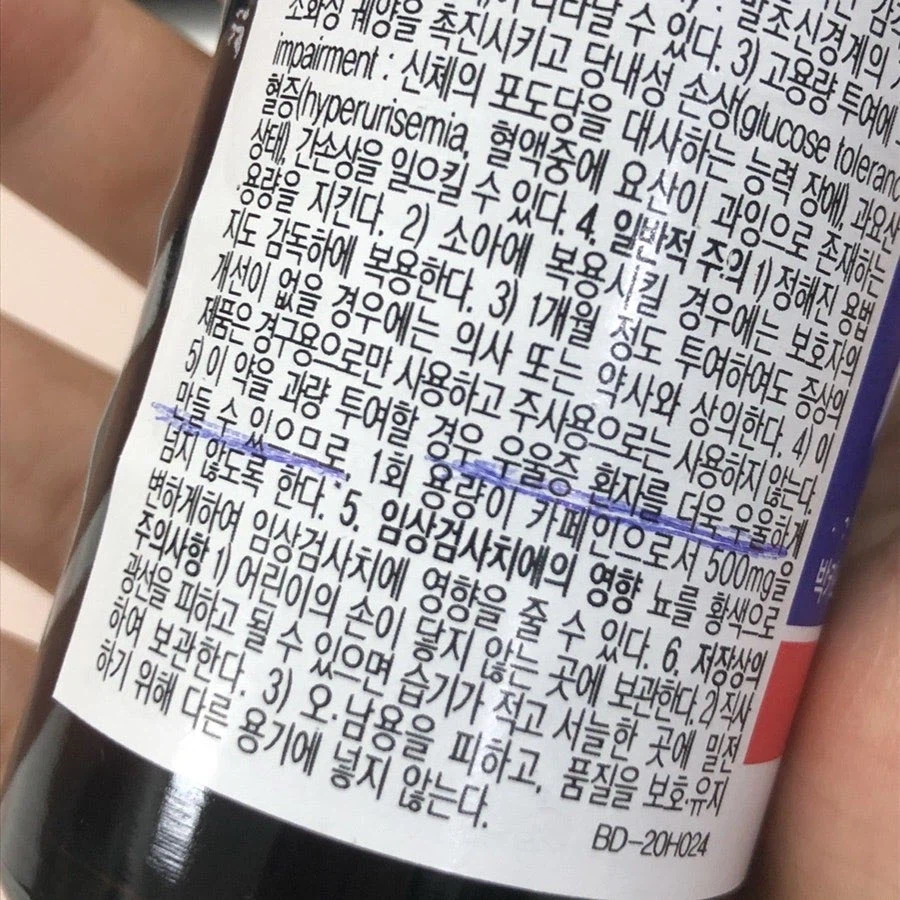 나타날 수 있다. 3) 고용량 투여에
소화성 궤양을 촉진시키고 당내성 손상(glucose toleranc
impairment : 신체의 포도당을 대사하는 능력 장애) 과요산
혈증(hyperurisemia, 혈액중에 요산이 과잉으로 존재하는
상태), 간손상을 일으킬 수 있다. 4. 일반적 주의 1) 정해진 용법
용량을 지킨다. 2) 소아에 복용시킬 경우에는 보호자의
지도 감독하에 복용한다. 3) 1개월 정도 투여하여도 증상의
개선이 없을 경우에는 의사 또는 약사와 상의한다. 4) 이
제품은 경구용으로만 사용하고 주사용으로는 사용하지 않는다.
5) 이 약을 과량 투여할 경우 우울증 환자를 더욱 우울하게
만들 수 있으므로 1회 용량이 카페인으로서 500mg을
넘지 않도록 한다. 5. 임상검사치에의 영향 뇨를 황색으로
변하게하여 임상검사치에 영향을 줄 수 있다. 6. 저장상의
주의사항 1) 어린이의 손이 닿지 않는 곳에 보관한다. 2) 직사
광선을 피하고 될 수 있으면 습기가 적고 서늘한 곳에 밀전
하여 보관한다. 3) 오·남용을 피하고, 품질을 보호·유지
하기 위해 다른 용기에 넣지 않는다.
BD-20H024